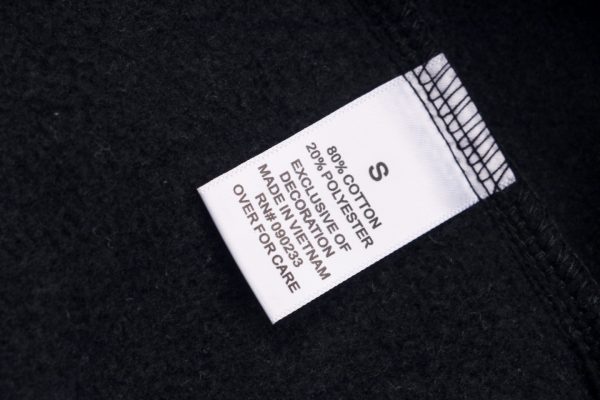 S
80% COTTON
20% POLYESTER
EXCLUSIVE OF
DECORATION
MADE IN VIETNAM
RN# 090233
OVER FOR CARE